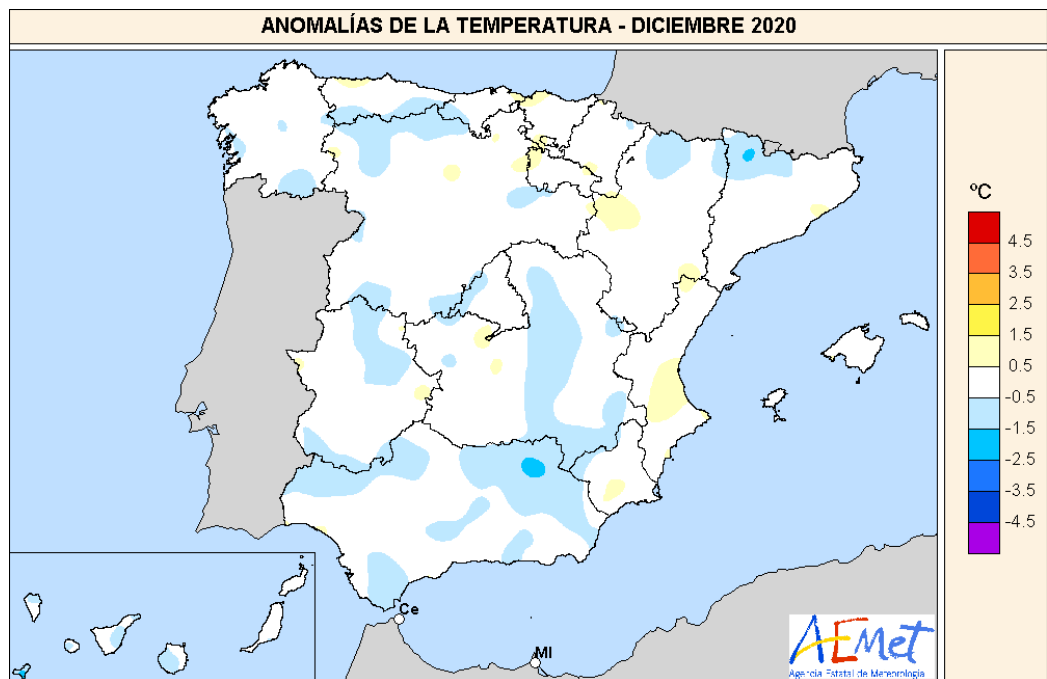 ANOMALÍAS DE LA TEMPERATURA - DICIEMBRE 2020
ºC
4.5
3.5
2.5
1.5
0.5
-0.5
-1.5
-2.5
-3.5
-4.5
Ce
Ml
AEMet
Agencia Estatal de Meteorología